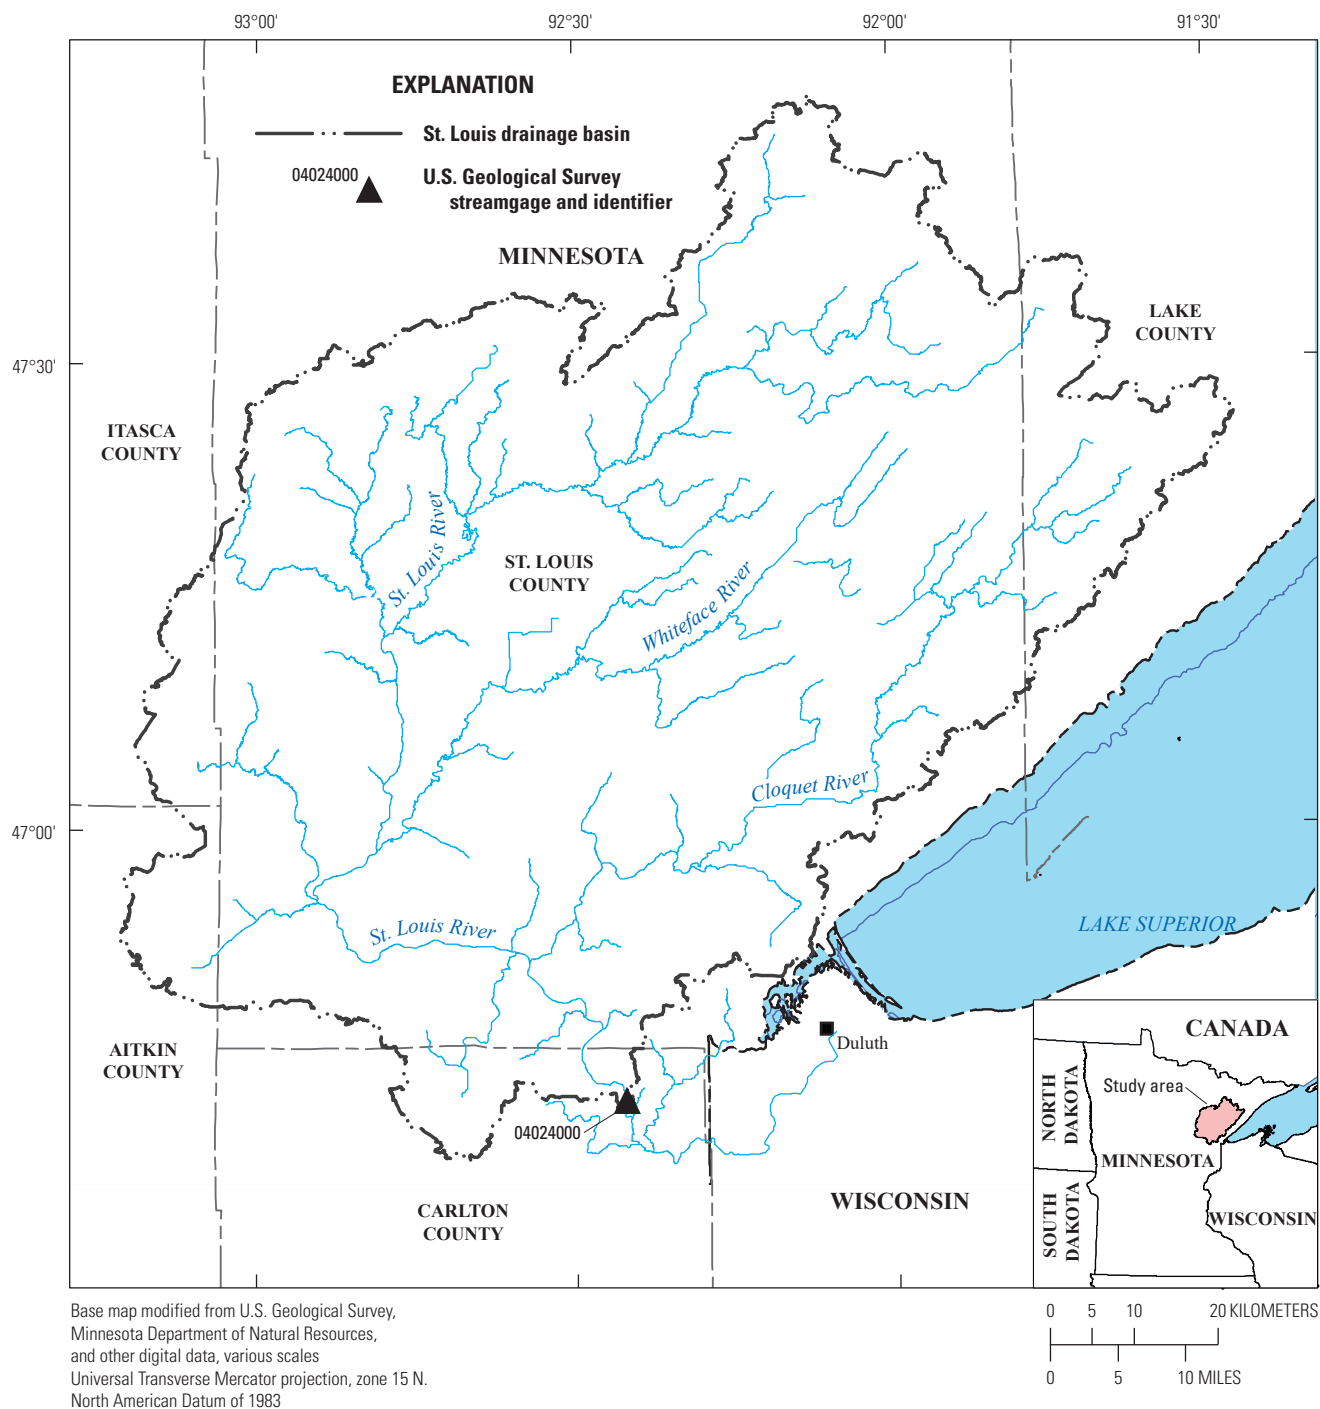 93°00'
92°30'
92°00'
91°30'
EXPLANATION
St. Louis drainage basin
04024000
U.S. Geological Survey
streamgage and identifier
MINNESOTA
LAKE
COUNTY
47°30'
ITASCA
COUNTY
St. Louis River
ST. LOUIS
COUNTY
Whiteface River
Cloquet River
47°00'
St. Louis River
LAKE SUPERIOR
Duluth
AITKIN
COUNTY
04024000
CARLTON
COUNTY
WISCONSIN
CANADA
Study area
NORTH
DAKOTA
MINNESOTA
SOUTH
DAKOTA
WISCONSIN
Base map modified from U.S. Geological Survey,
Minnesota Department of Natural Resources,
and other digital data, various scales
Universal Transverse Mercator projection, zone 15 N.
North American Datum of 1983
0 5 10 20 KILOMETERS
0 5 10 MILES